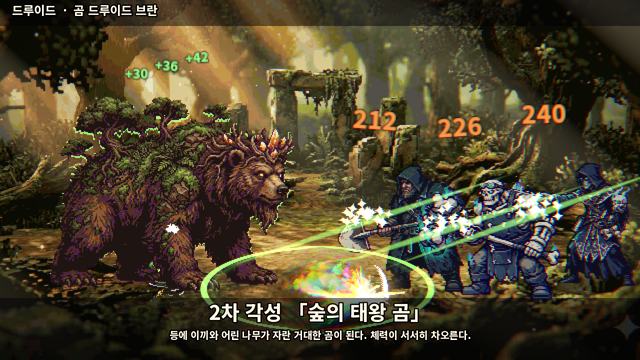 드루이드 · 곰 드루이드 브란
+30 +36 +42
212 226 240
2차 각성 「숲의 태왕 곰」
등에 이끼와 어린 나무가 자란 거대한 곰이 된다. 체력이 서서히 차오른다.